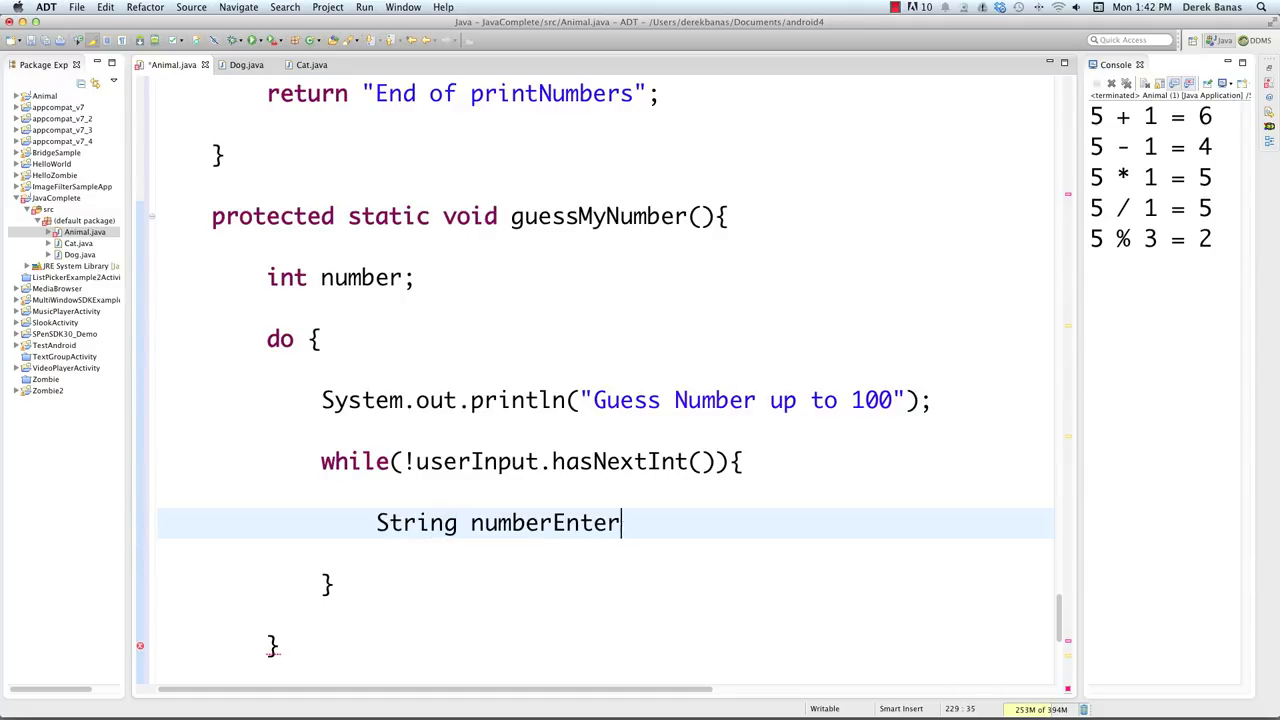 ADT File Edit Refactor Source Navigate Search Project Run Window Help 10 Mon 1:42 PM Derek Banas
Java - JavaComplete/src/Animal.java - ADT - /Users/derekbanas/Documents/android4
Quick Access Java DDMS
Package Exp
*Animal.java Dog.java Cat.java
Console
<terminated> Animal (1) [Java Application] /S
Animal
appcompat_v7
appcompat_v7_2
appcompat_v7_3
appcompat_v7_4
BridgeSample
HelloWorld
HelloZombie
ImageFilterSampleApp
JavaComplete
src
(default package)
Animal.java
Cat.java
Dog.java
JRE System Library [Ja
ListPickerExample2Activi
MediaBrowser
MultiWindowSDKExample
MusicPlayerActivity
SlookActivity
SPenSDK30_Demo
TestAndroid
TextGroupActivity
VideoPlayerActivity
Zombie
Zombie2
return "End of printNumbers";
}
protected static void guessMyNumber(){
int number;
do {
System.out.println("Guess Number up to 100");
while(!userInput.hasNextInt()){
String numberEnter
}
}
5 + 1 = 6
5 - 1 = 4
5 * 1 = 5
5 / 1 = 5
5 % 3 = 2
Writable Smart Insert 229 : 35 253M of 394M